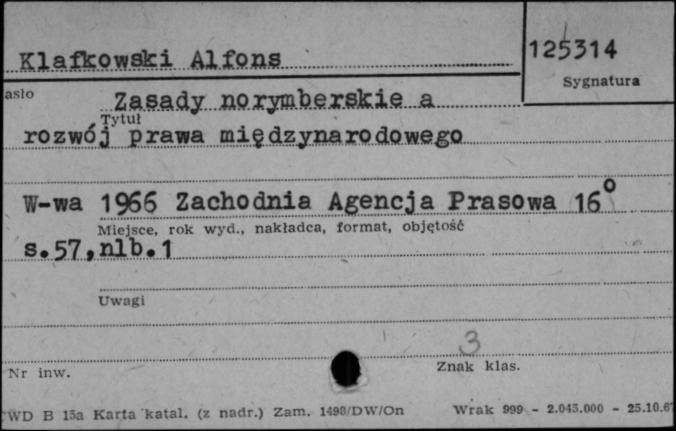 Klafkowski Alfons
125314
Sygnatura
asło
Zasady norymberskie a
Tytuł
rozwój prawa międzynarodowego
W-wa 1966 Zachodnia Agencja Prasowa 16°
Miejsce, rok wyd., nakładca, format, objętość
s.57,nlb.1
Uwagi
3
Nr inw.
Znak klas.
WD B 15a Karta katal. (z nadr.) Zam. 1498/DW/On Wrak 999 - 2.045.000 - 25.10.67